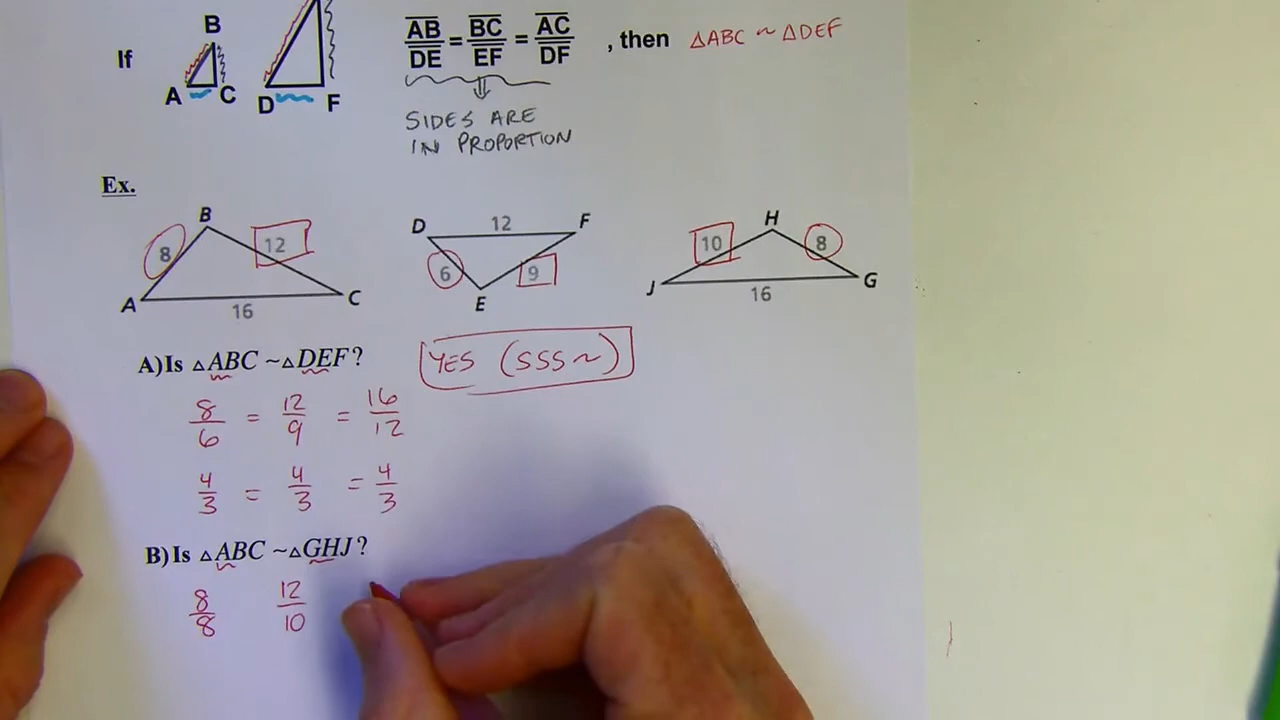 B
If
A C D F
AB/DE = BC/EF = AC/DF , then △ABC ~ △DEF
⇓
SIDES ARE
IN PROPORTION
Ex.
B
8 12
A 16 C
D 12 F
6 9
E
H
10 8
J 16 G
A) Is △ABC ~ △DEF? YES (SSS~)
8/6 = 12/9 = 16/12
4/3 = 4/3 = 4/3
B) Is △ABC ~ △GHJ?
8/8 12/10